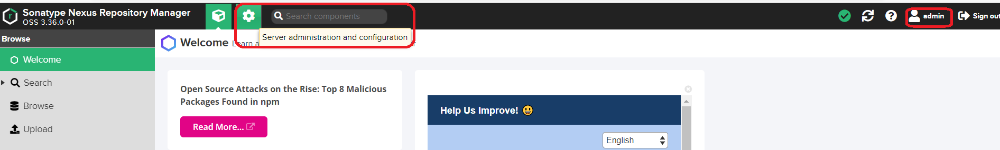 Sonatype Nexus Repository Manager
OSS 3.36.0-01
Search components
admin
Sign out
Server administration and configuration
Browse
Welcome
Learn a
Welcome
Search
Browse
Upload
Open Source Attacks on the Rise: Top 8 Malicious
Packages Found in npm
Read More...
Help Us Improve! 😃
English